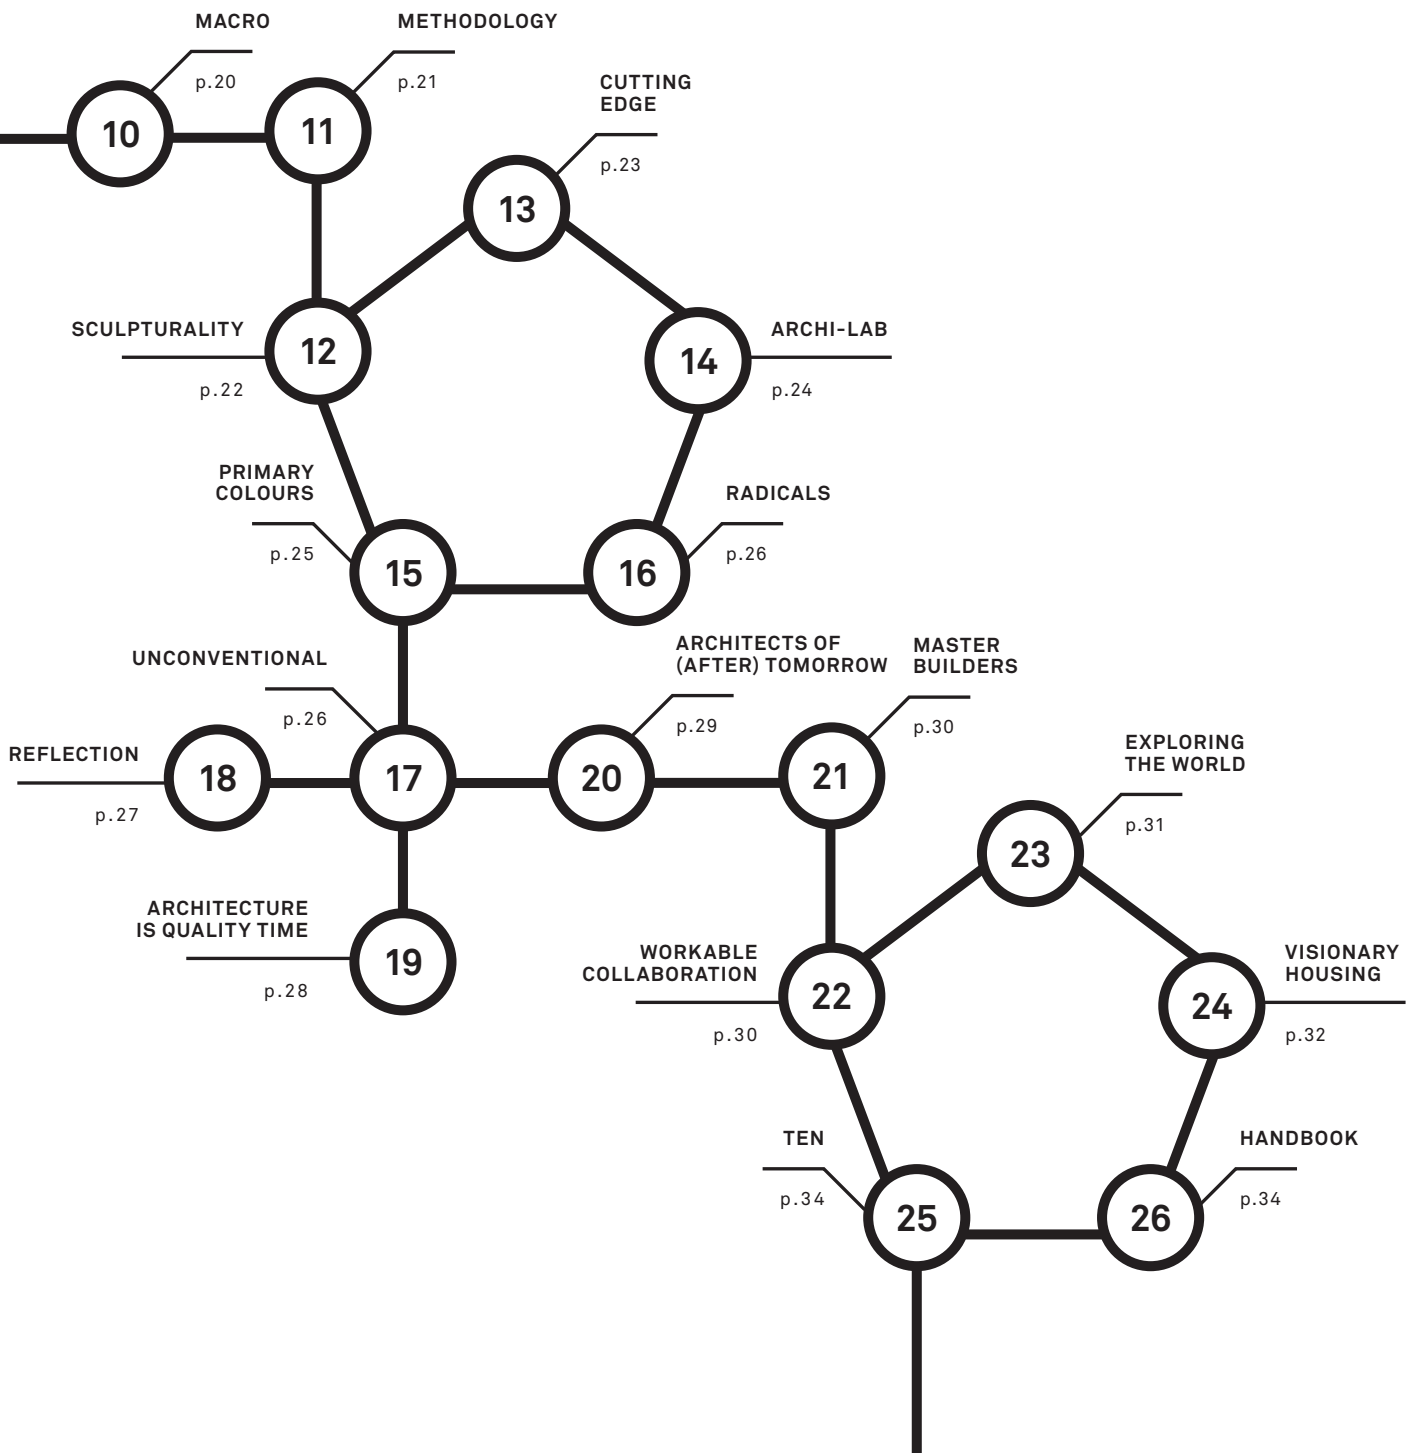 MACRO
p.20
10
METHODOLOGY
p.21
11
CUTTING
EDGE
p.23
13
SCULPTURALITY
p.22
12
ARCHI-LAB
p.24
14
PRIMARY
COLOURS
p.25
15
RADICALS
p.26
16
UNCONVENTIONAL
p.26
17
REFLECTION
p.27
18
ARCHITECTURE
IS QUALITY TIME
p.28
19
ARCHITECTS OF
(AFTER) TOMORROW
p.29
20
MASTER
BUILDERS
p.30
21
WORKABLE
COLLABORATION
p.30
22
EXPLORING
THE WORLD
p.31
23
VISIONARY
HOUSING
p.32
24
TEN
p.34
25
HANDBOOK
p.34
26